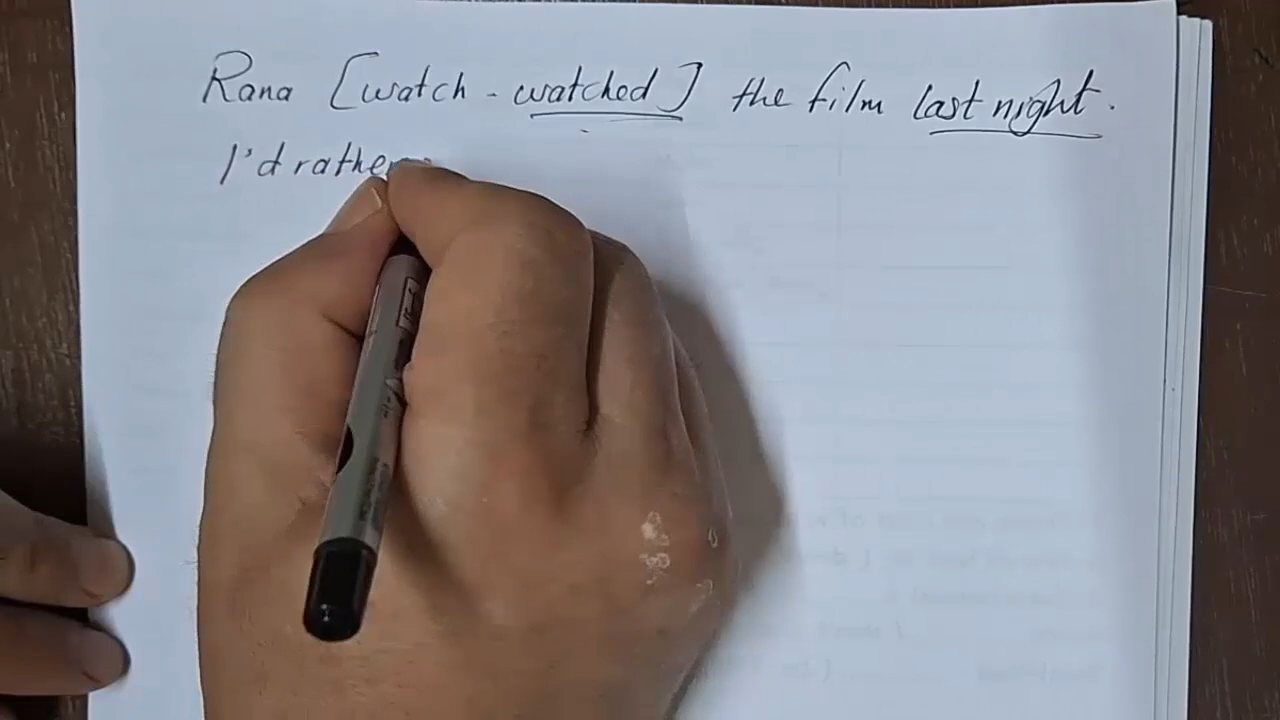 Rana [watch - watched] the film last night.
I'd rather